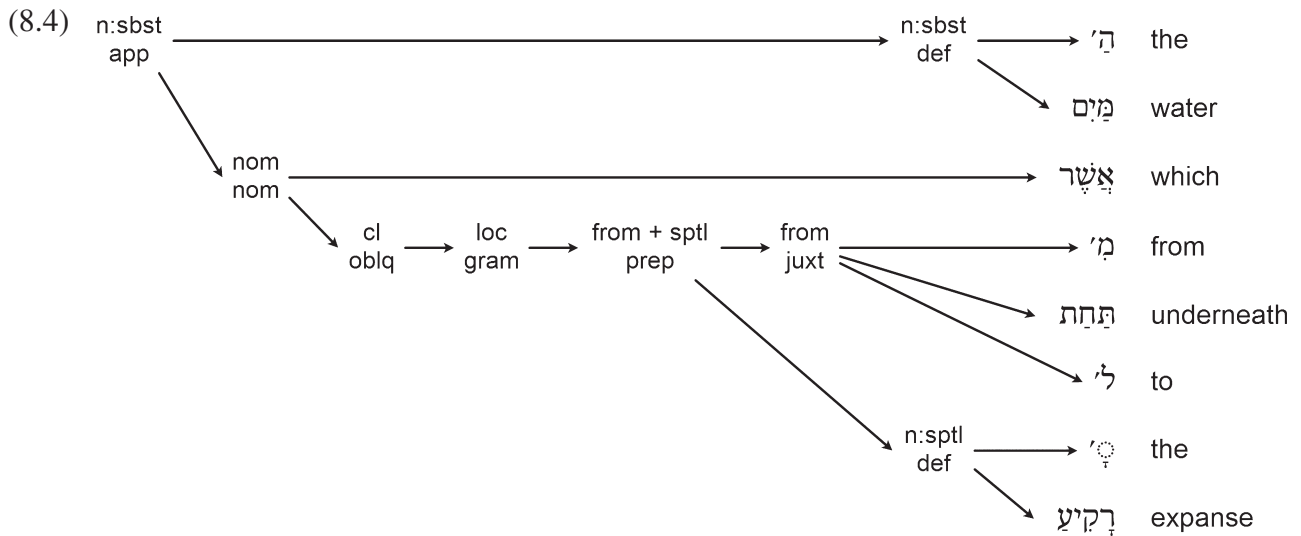 (8.4) n:sbst n:sbst הַ׳ the
app def
מַּיִם water
nom אֲשֶׁר which
nom
cl loc from + sptl from מִ׳ from
oblq gram prep juxt
תַּחַת underneath
לָ׳ to
n:sptl ׳◌ָ the
def
רָקִיעַ expanse